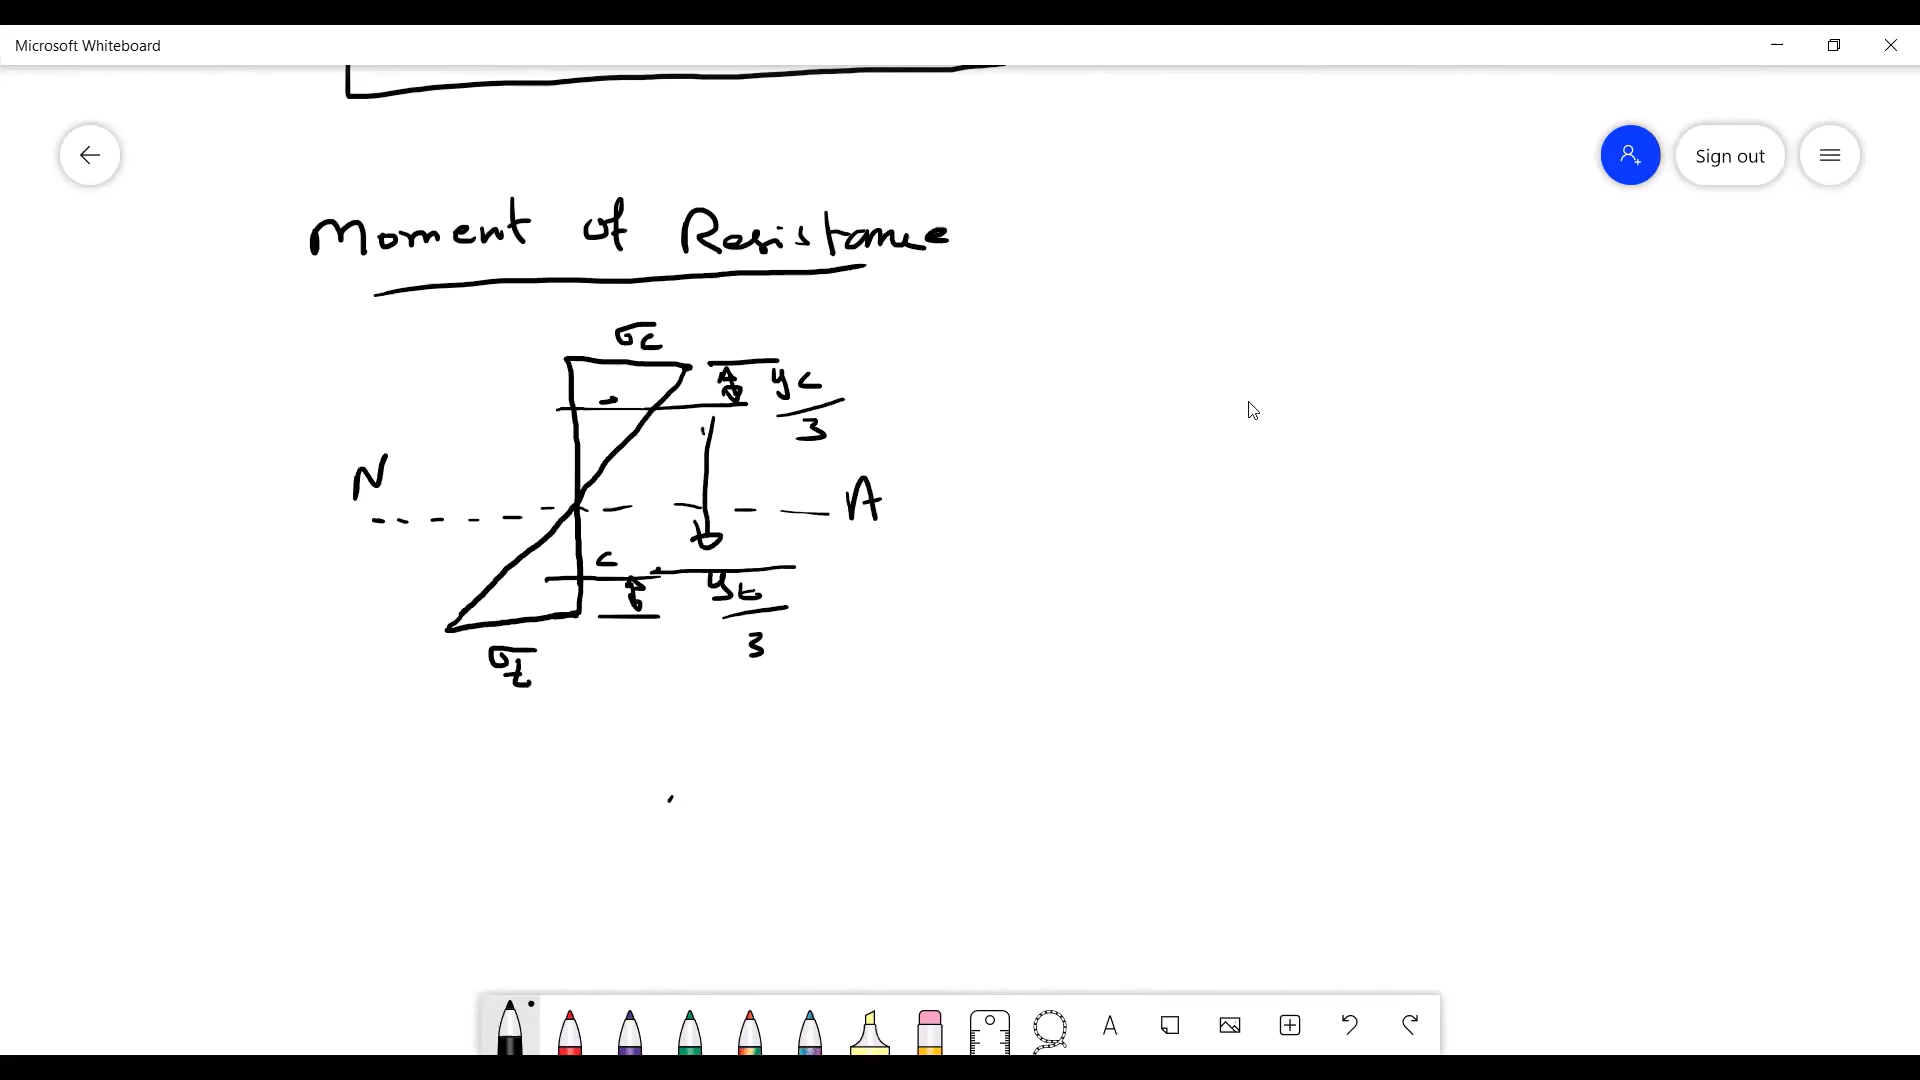 Microsoft Whiteboard
Sign out
Moment of Resistance
σc
yc
3
N
A
c
yt
3
σt
A